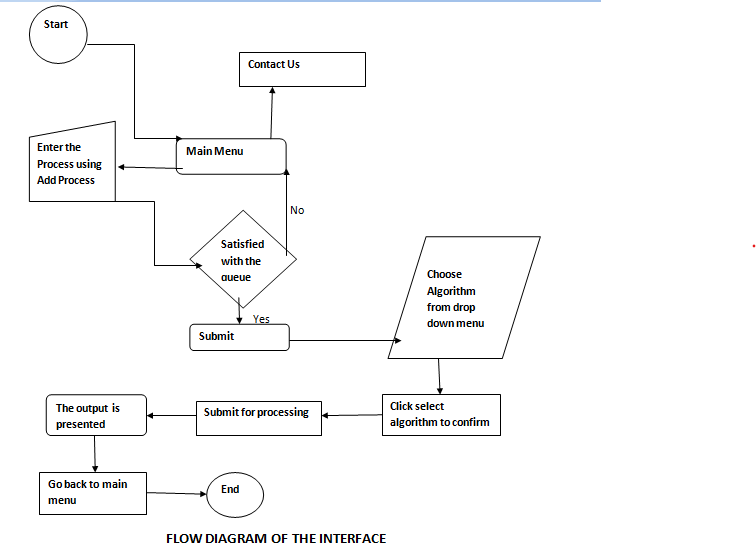 Start
Contact Us
Main Menu
Enter the
Process using
Add Process
No
Satisfied
with the
queue
Choose
Algorithm
from drop
down menu
Yes
Submit
Click select
algorithm to confirm
Submit for processing
The output is
presented
Go back to main
menu
End
FLOW DIAGRAM OF THE INTERFACE